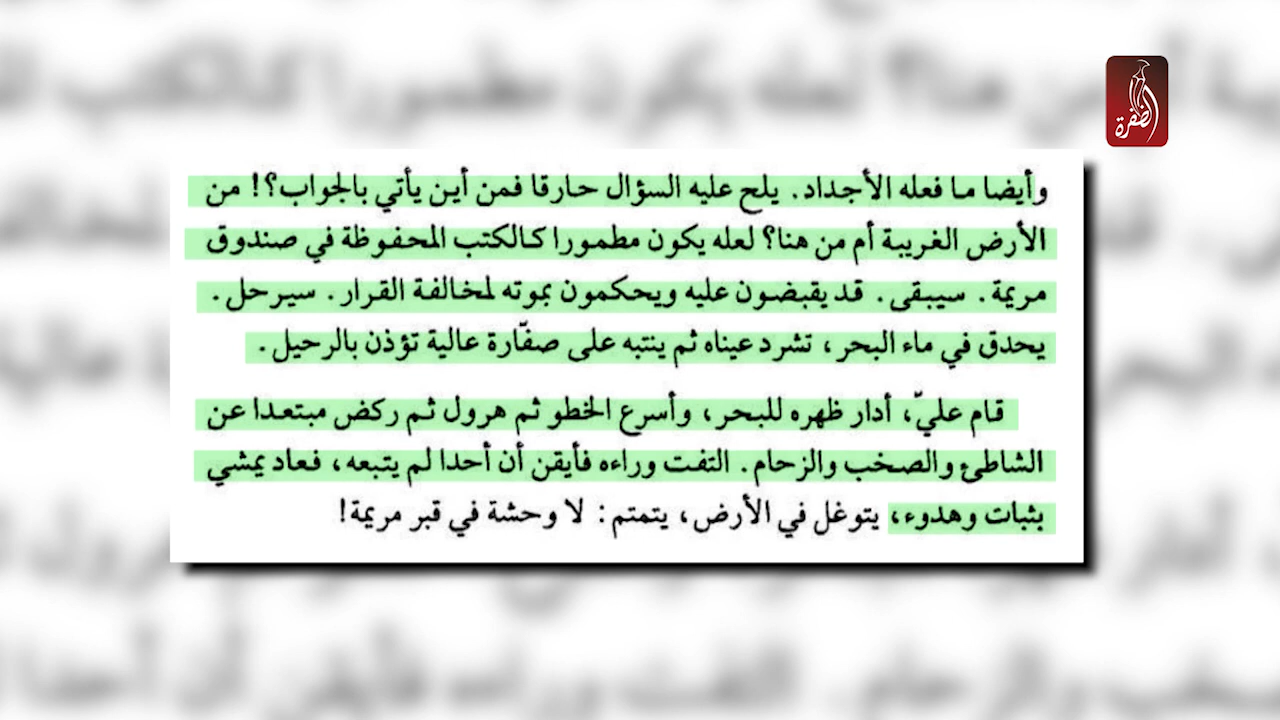 الظفرة
وأيضا ما فعله الأجداد. يلح عليه السؤال حارقا فمن أين يأتي بالجواب؟! من
الأرض الغريبة أم من هنا؟ لعله يكون مطمورا كالكتب المحفوظة في صندوق
مريمة. سيبقى. قد يقبضون عليه ويحكمون بموته لمخالفة القرار. سيرحل.
يحدق في ماء البحر، تشرد عيناه ثم ينتبه على صفّارة عالية تؤذن بالرحيل.
قام عليّ، أدار ظهره للبحر، وأسرع الخطو ثم هرول ثم ركض مبتعدا عن
الشاطئ والصخب والزحام. التفت وراءه فأيقن أن أحدا لم يتبعه، فعاد يمشي
بثبات وهدوء، يتوغل في الأرض، يتمتم: لا وحشة في قبر مريمة!